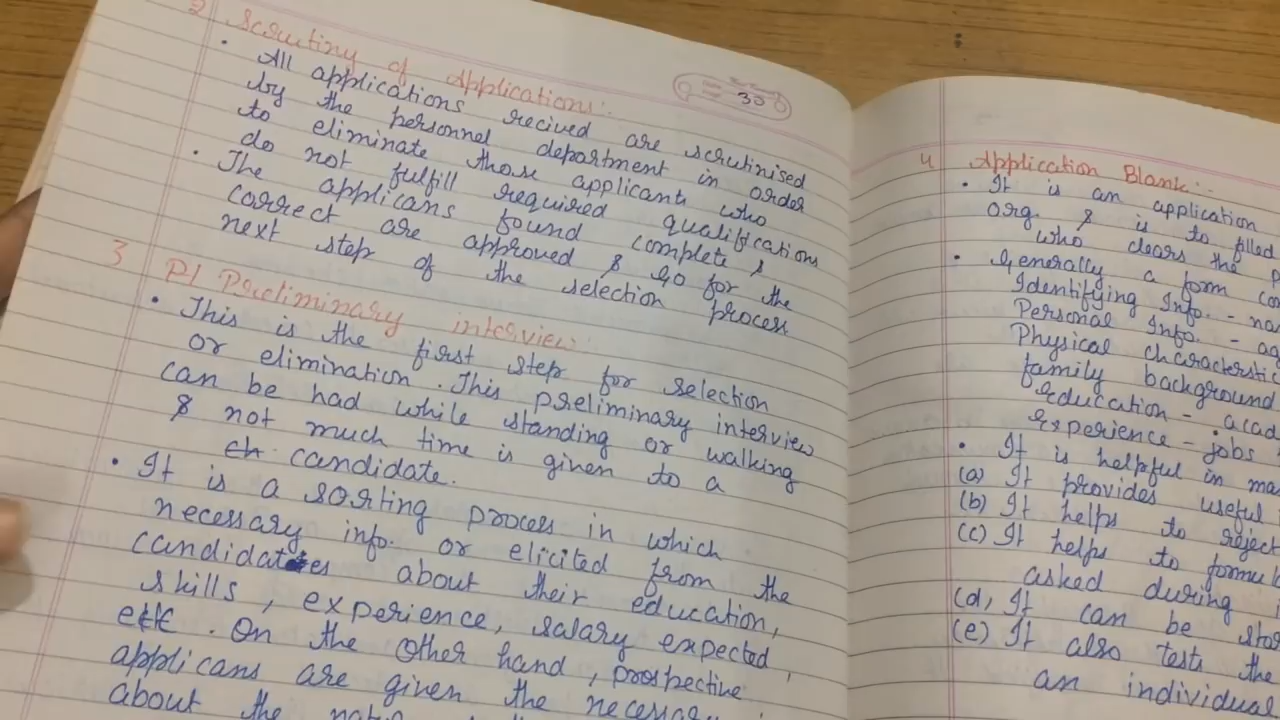 2 Scrutiny of Applications:
• All applications recived are scrutinised
by the personnel department in order
to eliminate those applicants who
do not fulfill required qualifications
• The applicans found complete &
correct are approved & go for the
next step of the selection process
3 P/ Preliminary interview:
• This is the first step for selection
or elimination. This preliminary interview
can be had while standing or walking
& not much time is given to a
ch candidate.
• It is a sorting process in which
necessary info. or elicited from the
candidates about their education,
skills, experience, salary expected,
etc. On the other hand, prospective
applicans are given the necessary
about the
30
4 Application Blank:-
• It is an application
org. & is to filled
who clears the
• Generally a form
Identifying Info. -
Personal Info. -
Physical characteristic
family background
Education -
Experience - jobs
• It is helpful in
(a) It provides useful
(b) It helps to reject
(c) It helps to
asked during
(d) It can be
(e) It also tests the
an individual